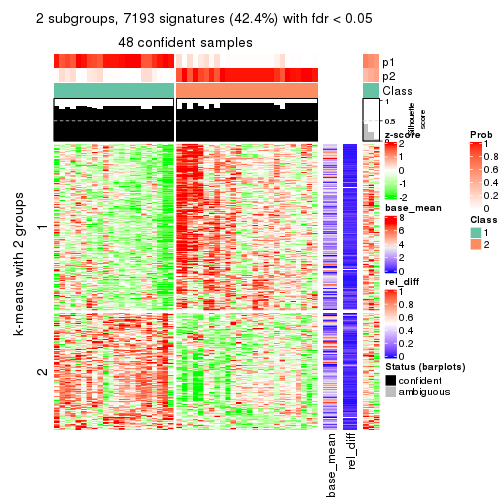 2 subgroups, 7193 signatures (42.4%) with fdr < 0.05
48 confident samples
p1
p2
Class
1
0.5
0
Silhouette
score
k-means with 2 groups
1
2
base_mean
rel_diff
z-score
2
1
0
-1
-2
base_mean
8
6
4
2
0
rel_diff
1
0.8
0.6
0.4
0.2
0
Status (barplots)
confident
ambiguous
Prob
1
0.8
0.6
0.4
0.2
0
Class
1
2